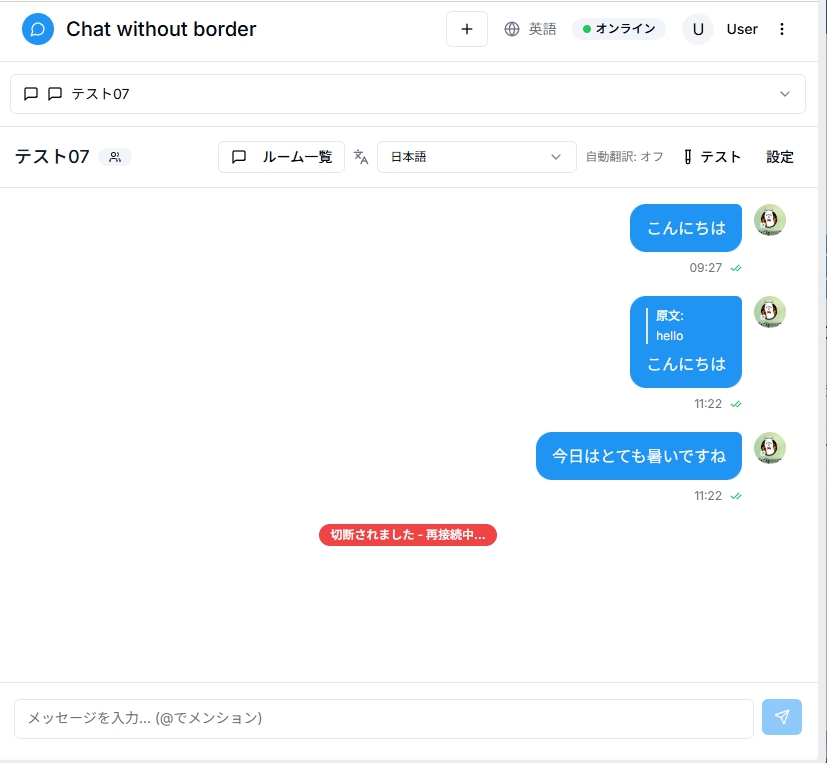 Chat without border
英語
オンライン
U
User
テスト07
テスト07
ルーム一覧
日本語
自動翻訳: オフ
テスト
設定
こんにちは
09:27
原文:
hello
こんにちは
11:22
今日はとても暑いですね
11:22
切断されました - 再接続中...
メッセージを入力... (@でメンション)